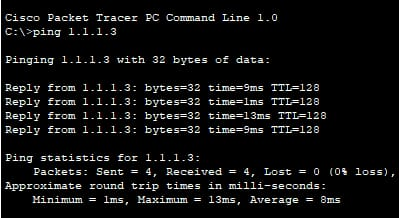 Cisco Packet Tracer PC Command Line 1.0
C:\>ping 1.1.1.3
Pinging 1.1.1.3 with 32 bytes of data:
Reply from 1.1.1.3: bytes=32 time=9ms TTL=128
Reply from 1.1.1.3: bytes=32 time=1ms TTL=128
Reply from 1.1.1.3: bytes=32 time=13ms TTL=128
Reply from 1.1.1.3: bytes=32 time=9ms TTL=128
Ping statistics for 1.1.1.3:
Packets: Sent = 4, Received = 4, Lost = 0 (0% loss),
Approximate round trip times in milli-seconds:
Minimum = 1ms, Maximum = 13ms, Average = 8ms